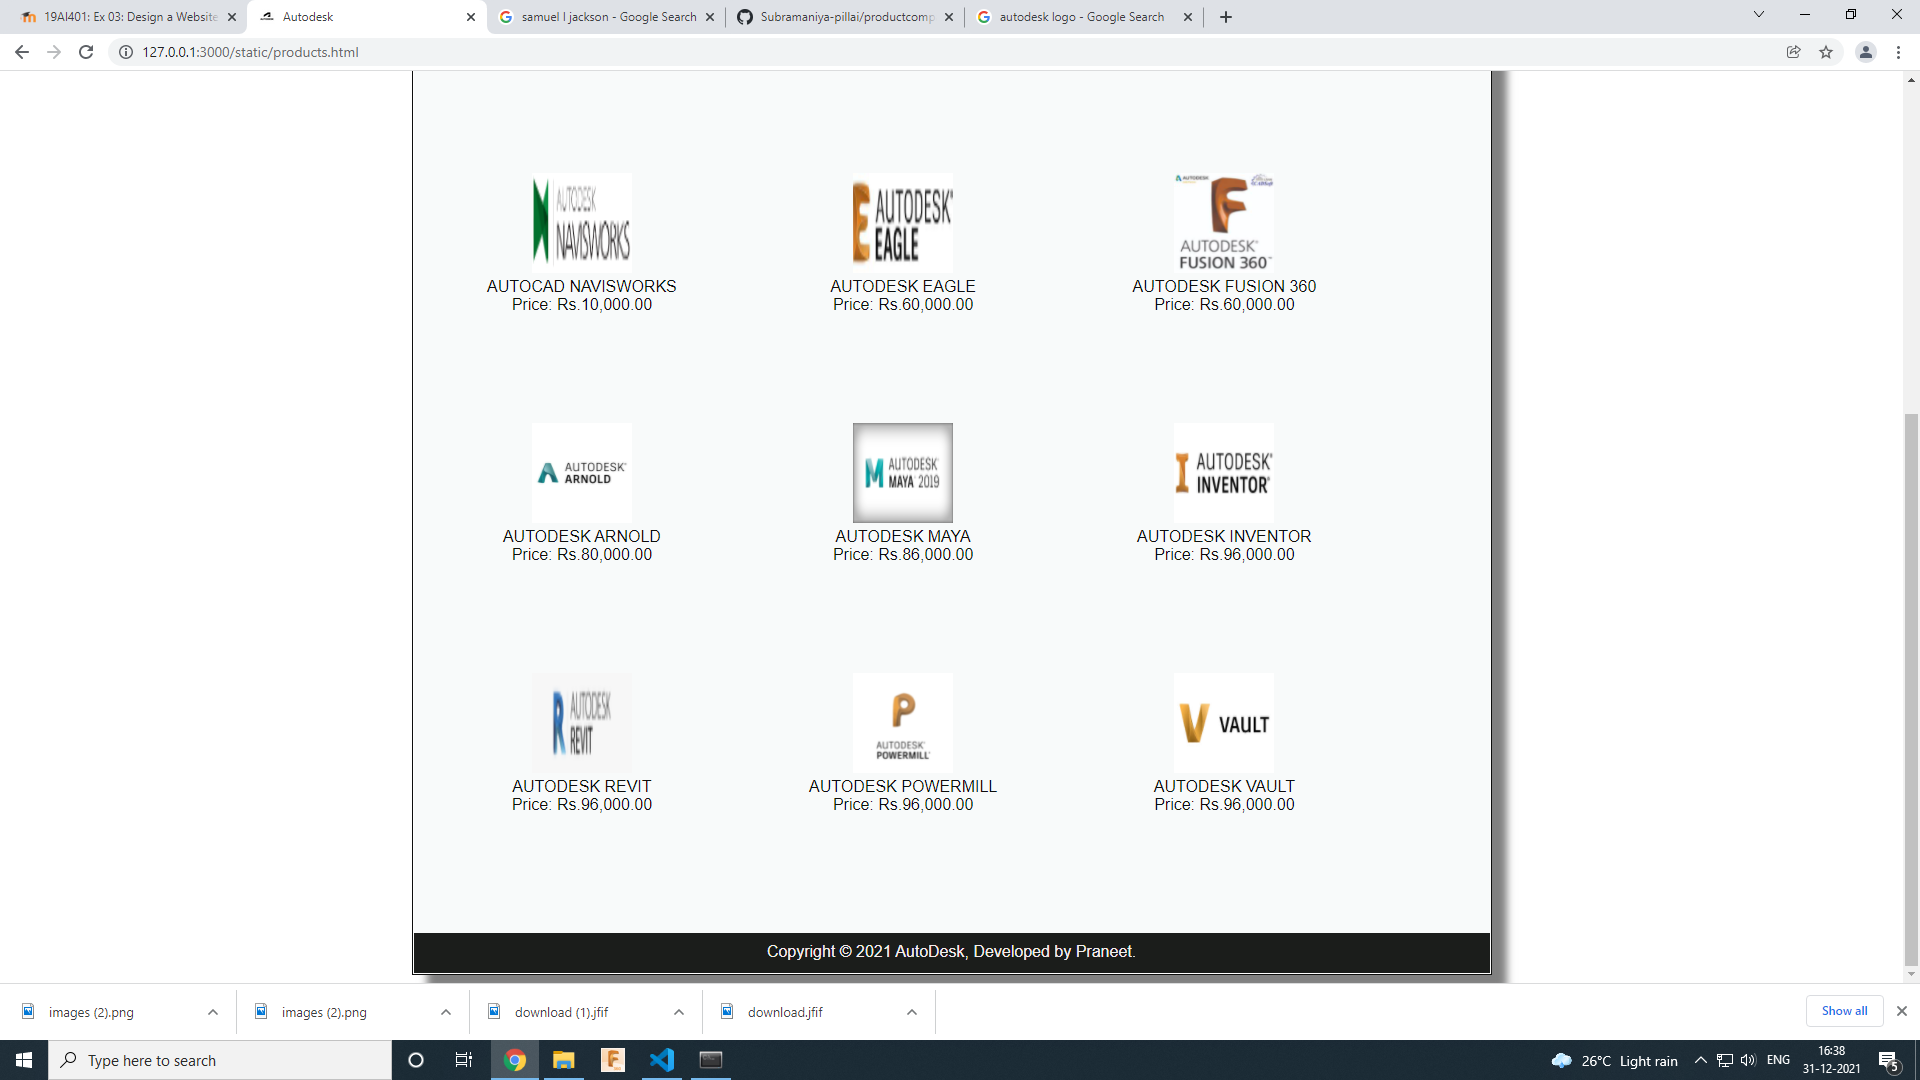 19AI401: Ex 03: Design a Website
Autodesk
samuel l jackson - Google Search
Subramaniya-pillai/productcomp
autodesk logo - Google Search
127.0.0.1:3000/static/products.html
AUTODESK
NAVISWORKS
AUTODESK
EAGLE
AUTODESK
FUSION 360
AUTOCAD NAVISWORKS
Price: Rs.10,000.00
AUTODESK EAGLE
Price: Rs.60,000.00
AUTODESK FUSION 360
Price: Rs.60,000.00
AUTODESK
ARNOLD
M AUTODESK
MAYA 2019
I AUTODESK
INVENTOR
AUTODESK ARNOLD
Price: Rs.80,000.00
AUTODESK MAYA
Price: Rs.86,000.00
AUTODESK INVENTOR
Price: Rs.96,000.00
R AUTODESK
REVIT
P
AUTODESK
POWERMILL
V VAULT
AUTODESK REVIT
Price: Rs.96,000.00
AUTODESK POWERMILL
Price: Rs.96,000.00
AUTODESK VAULT
Price: Rs.96,000.00
Copyright © 2021 AutoDesk, Developed by Praneet.
images (2).png
images (2).png
download (1).jfif
download.jfif
Show all
Type here to search
26°C Light rain
ENG
16:38
31-12-2021
5